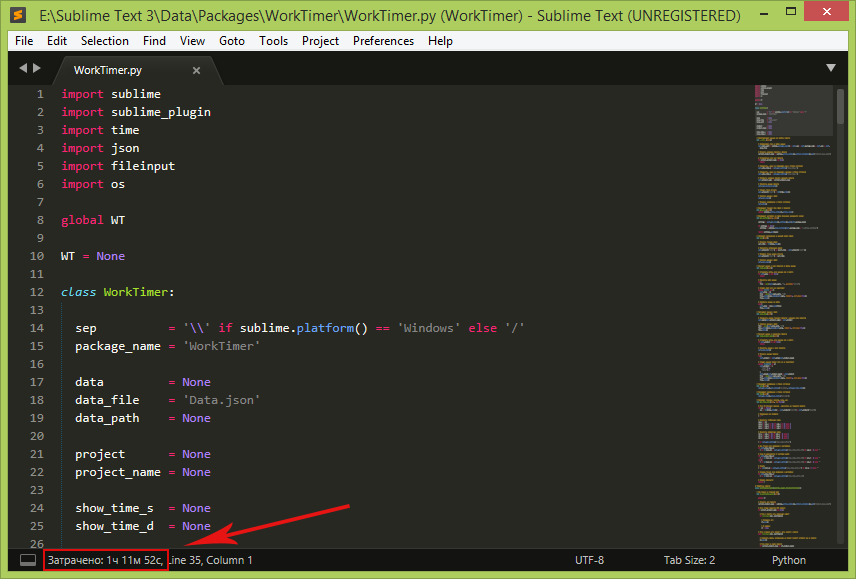 E:\Sublime Text 3\Data\Packages\WorkTimer\WorkTimer.py (WorkTimer) - Sublime Text (UNREGISTERED)
File Edit Selection Find View Goto Tools Project Preferences Help
WorkTimer.py
1 import sublime
2 import sublime_plugin
3 import time
4 import json
5 import fileinput
6 import os
7
8 global WT
9
10 WT = None
11
12 class WorkTimer:
13
14 sep = '\\' if sublime.platform() == 'Windows' else '/'
15 package_name = 'WorkTimer'
16
17 data = None
18 data_file = 'Data.json'
19 data_path = None
20
21 project = None
22 project_name = None
23
24 show_time_s = None
25 show_time_d = None
26
Затрачено: 1ч 11м 52с, Line 35, Column 1 UTF-8 Tab Size: 2 Python